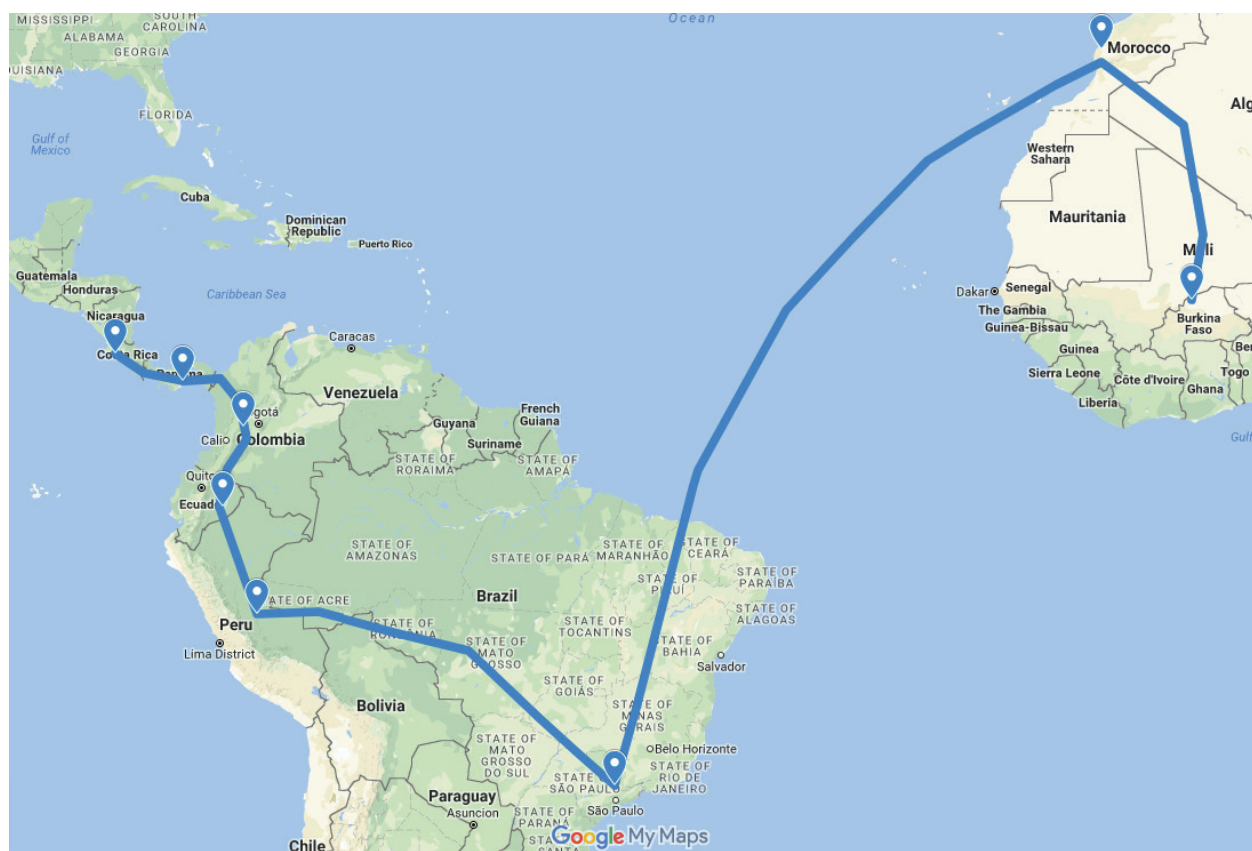 MISSISSIPPI
SOUTH
CAROLINA
ALABAMA
GEORGIA
FLORIDA
Gulf of
Mexico
Ocean
Cuba
Dominican
Republic
Puerto Rico
Guatemala
Honduras
Caribbean Sea
Nicaragua
Costa Rica
Caracas
Venezuela
Guyana
French
Guiana
Suriname
Colombia
Cali
Quito
STATE OF
RORAIMA
STATE OF
AMAPÁ
STATE OF
AMAZONAS
STATE OF PARÁ
STATE OF
MARANHÃO
STATE OF
CEARÁ
STATE OF
PARAÍBA
STATE OF
ALAGOAS
Brazil
STATE OF
TOCANTINS
STATE OF
BAHIA
Salvador
Peru
Lima District
STATE OF
MATO
GROSSO
STATE OF
GOIÁS
STATE OF
MINAS
GERAIS
Bolivia
Belo Horizonte
STATE OF
MATO
GROSSO
DO SUL
STATE OF
RIO DE
JANEIRO
SÃO PAULO
São Paulo
Paraguay
Asuncion
STATE OF
PARANÁ
Chile
Google My Maps
Morocco
Western
Sahara
Mauritania
Mali
Dakar
Senegal
The Gambia
Guinea-Bissau
Guinea
Sierra Leone
Liberia
Côte d'Ivoire
Burkina
Faso
Ghana
Togo